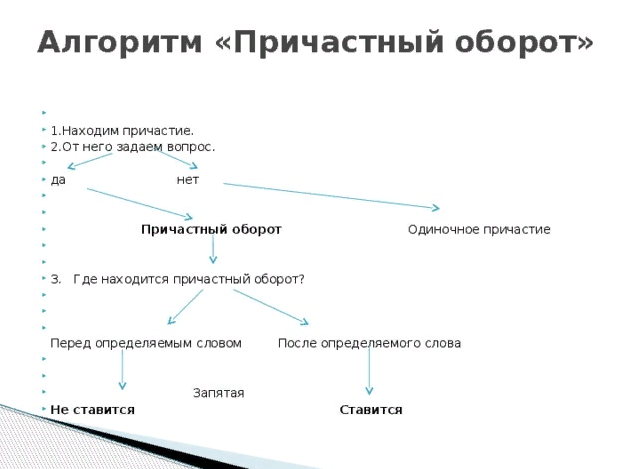 Алгоритм «Причастный оборот»
1.Находим причастие.
2.От него задаем вопрос.
да нет
Причастный оборот Одиночное причастие
3. Где находится причастный оборот?
Перед определяемым словом После определяемого слова
Запятая
Не ставится Ставится